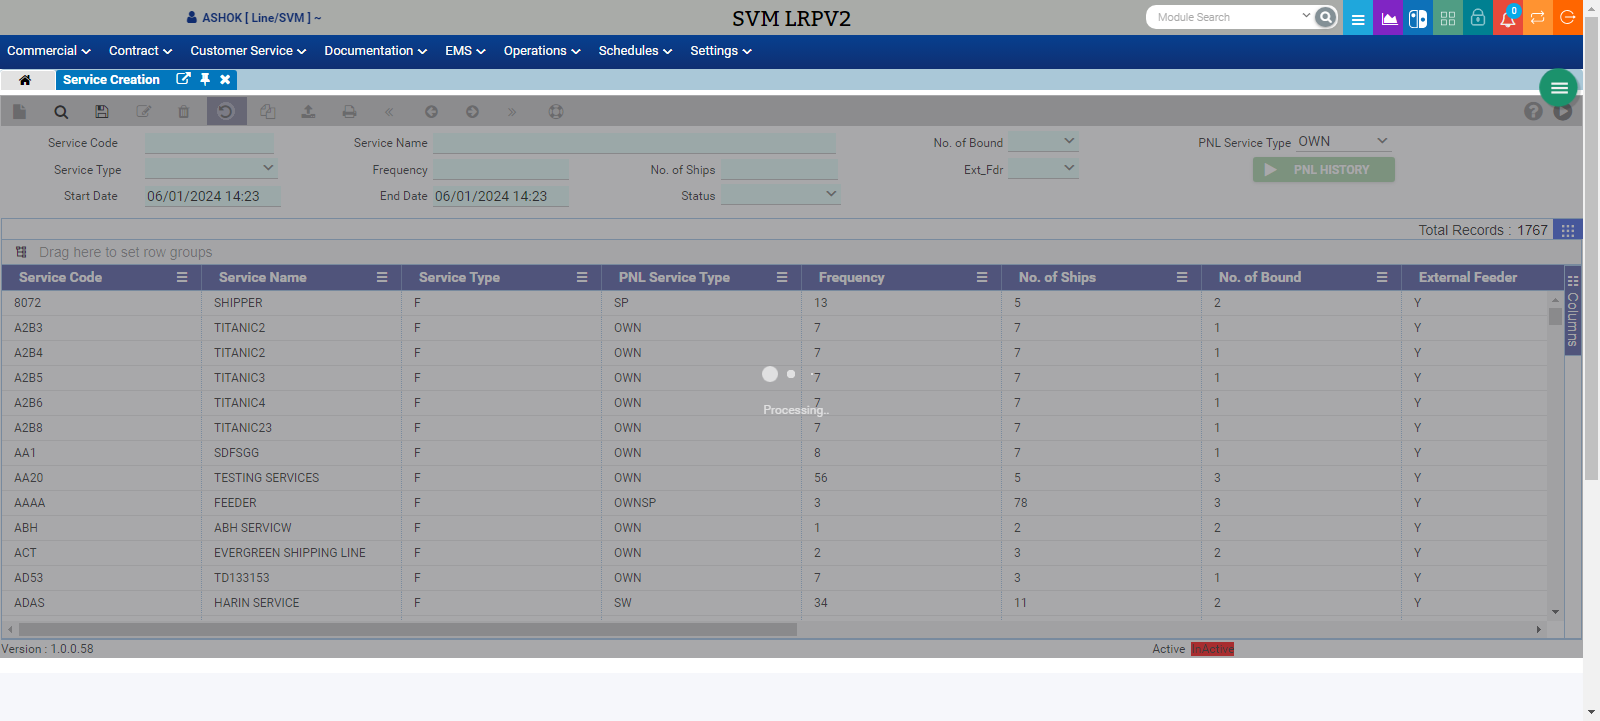 ASHOK [ Line/SVM ] ~
SVM LRPV2
Module Search
0
Commercial Contract Customer Service Documentation EMS Operations Schedules Settings
Service Creation
Service Code Service Name No. of Bound PNL Service Type OWN
Service Type Frequency No. of Ships Ext_Fdr PNL HISTORY
Start Date 06/01/2024 14:23 End Date 06/01/2024 14:23 Status
Total Records : 1767
Drag here to set row groups
Service Code Service Name Service Type PNL Service Type Frequency No. of Ships No. of Bound External Feeder
Columns
8072 SHIPPER F SP 13 5 2 Y
A2B3 TITANIC2 F OWN 7 7 1 Y
A2B4 TITANIC2 F OWN 7 7 1 Y
A2B5 TITANIC3 F OWN 7 7 1 Y
A2B6 TITANIC4 F OWN 7 7 1 Y
Processing..
A2B8 TITANIC23 F OWN 7 7 1 Y
AA1 SDFSGG F OWN 8 7 1 Y
AA20 TESTING SERVICES F OWN 56 5 3 Y
AAAA FEEDER F OWNSP 3 78 3 Y
ABH ABH SERVICW F OWN 1 2 2 Y
ACT EVERGREEN SHIPPING LINE F OWN 2 3 2 Y
AD53 TD133153 F OWN 7 3 1 Y
ADAS HARIN SERVICE F SW 34 11 2 Y
Version : 1.0.0.58 Active InActive